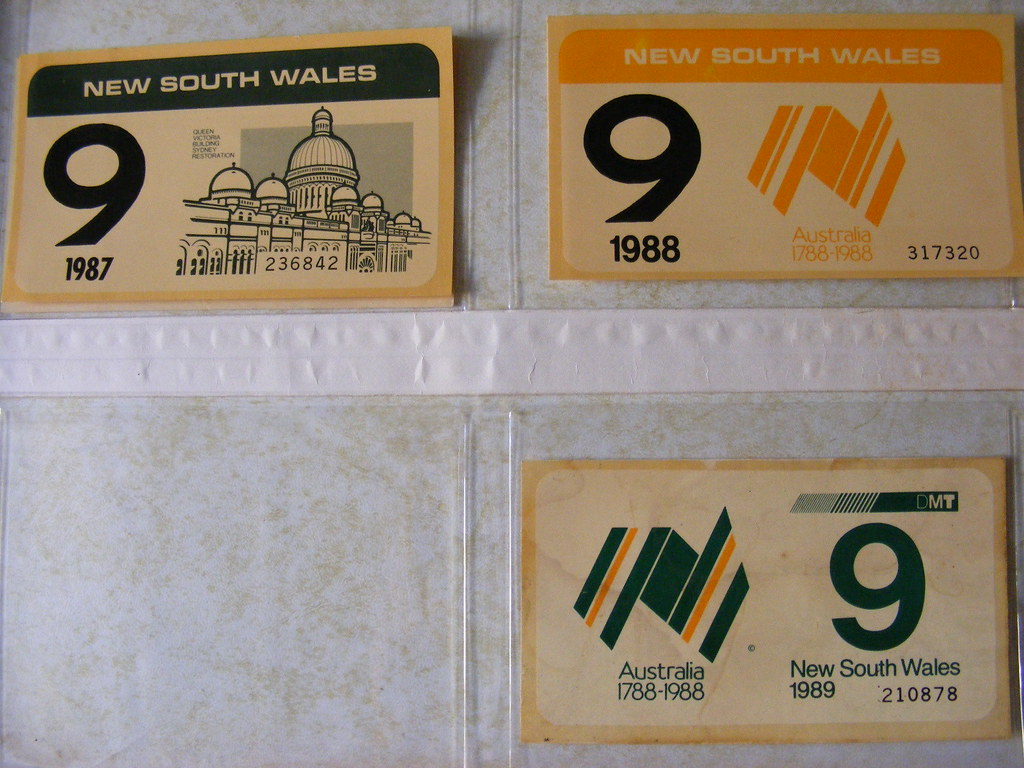 NEW SOUTH WALES
9
QUEEN
VICTORIA
BUILDING
SYDNEY
RESTORATION
1987
236842
NEW SOUTH WALES
9
1988
Australia
1788-1988
317320
DMT
9
Australia
1788-1988
©
New South Wales
1989 210878